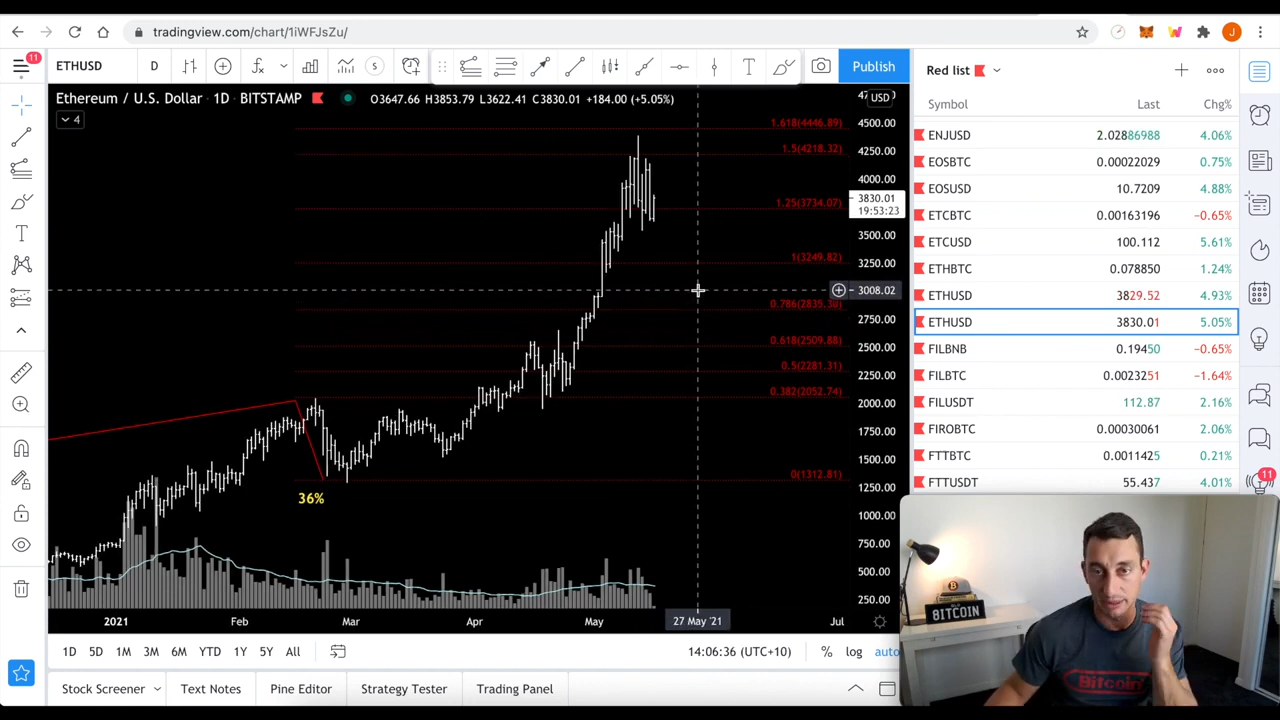 tradingview.com/chart/1iWFJsZu/
J
11
ETHUSD
D
S
Publish
Red list
Ethereum / U.S. Dollar · 1D · BITSTAMP
O3647.66 H3853.79 L3622.41 C3830.01 +184.00 (+5.05%)
USD
4
Symbol Last Chg%
ENJUSD 2.02886988 4.06%
EOSBTC 0.00022029 0.75%
EOSUSD 10.7209 4.88%
ETCBTC 0.00163196 −0.65%
ETCUSD 100.112 5.61%
ETHBTC 0.078850 1.24%
ETHUSD 3829.52 4.93%
ETHUSD 3830.01 5.05%
FILBNB 0.19450 −0.65%
FILBTC 0.0023251 −1.64%
FILUSDT 112.87 2.16%
FIROBTC 0.00030061 2.06%
FTTBTC 0.0011425 0.21%
FTTUSDT 55.437 4.01%
1.618(4446.89)
1.5(4218.32)
1.25(3734.07)
1(3249.82)
0.786(2835.30)
0.618(2509.88)
0.5(2281.31)
0.382(2052.74)
0(1312.81)
36%
4500.00
4250.00
4000.00
3830.01
19:53:23
3500.00
3250.00
3008.02
2750.00
2500.00
2250.00
2000.00
1750.00
1500.00
1250.00
1000.00
750.00
500.00
250.00
2021 Feb Mar Apr May 27 May '21 Jul
1D 5D 1M 3M 6M YTD 1Y 5Y All
14:06:36 (UTC+10) % log auto
Stock Screener Text Notes Pine Editor Strategy Tester Trading Panel
11
BITCOIN
Bitcoin